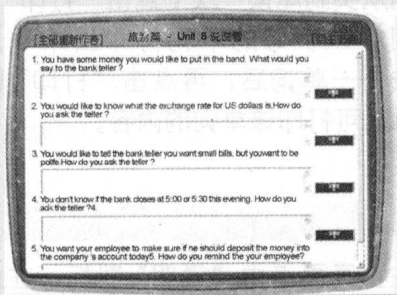 [全部重新作答] 旅游篇 - Unit 8 说说看
1. You have some money you would like to put in the band. What would you
say to the bank teller ?
2. You would like to know what the exchange rate for US dollars is.How do
you ask the teller ?
3. You would like to tell the bank teller you want small bills, but youwant to be
polite.How do you ask the teller ?
4. You don't know if the bank closes at 5:00 or 5:30 this evening. How do you
ask the teller ?4
5. You want your employee to make sure if he should deposit the money into
the company 's account today5. How do you remind the your employee?